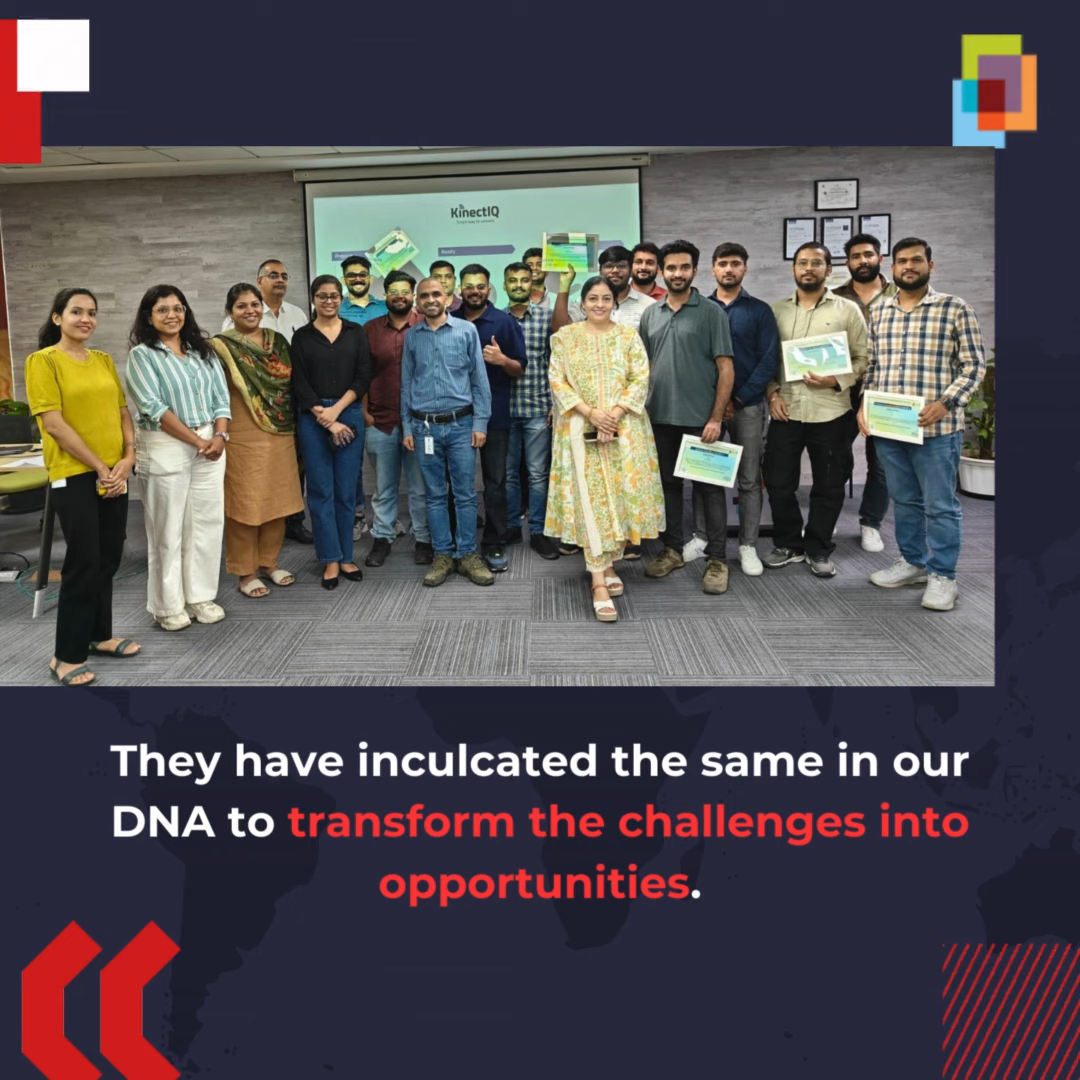 KinectIQ
They have inculcated the same in our
DNA to transform the challenges into
opportunities.